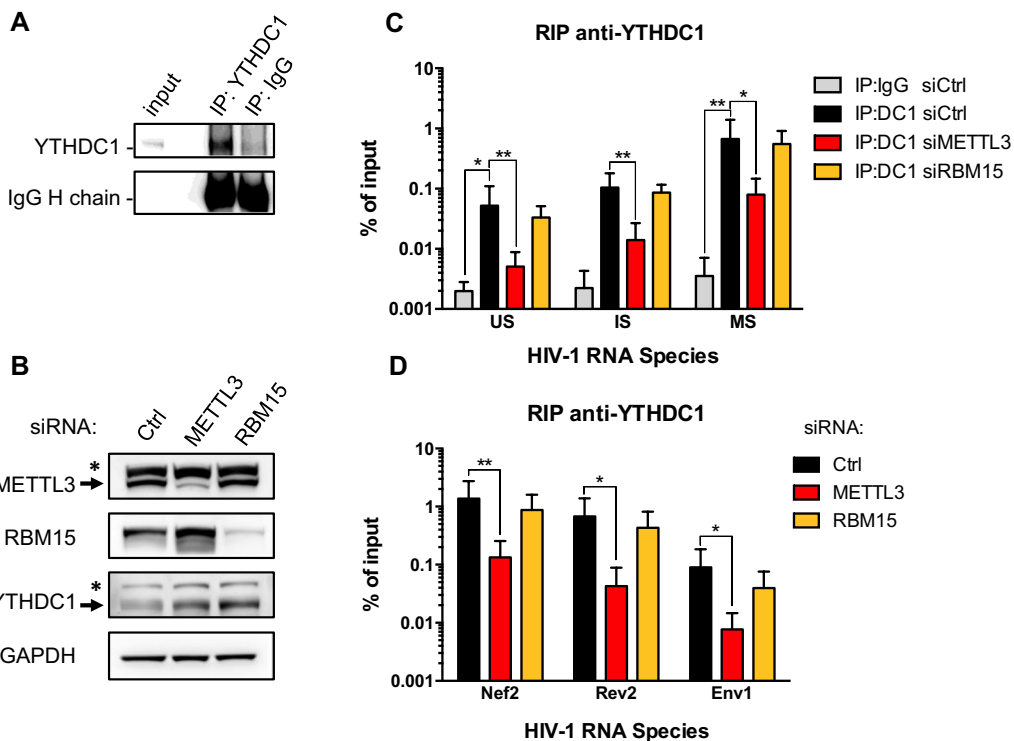 A
input
IP: YTHDC1
IP: IgG
YTHDC1 -
IgG H chain -
B
siRNA:
Ctrl
METTL3
RBM15
*
METTL3
RBM15
*
YTHDC1
GAPDH
C
RIP anti-YTHDC1
% of input
10
1
0.1
0.01
0.001
* **
**
** *
US IS MS
HIV-1 RNA Species
IP:IgG siCtrl
IP:DC1 siCtrl
IP:DC1 siMETTL3
IP:DC1 siRBM15
D
RIP anti-YTHDC1
% of input
10
1
0.1
0.01
0.001
**
*
*
Nef2 Rev2 Env1
HIV-1 RNA Species
siRNA:
Ctrl
METTL3
RBM15